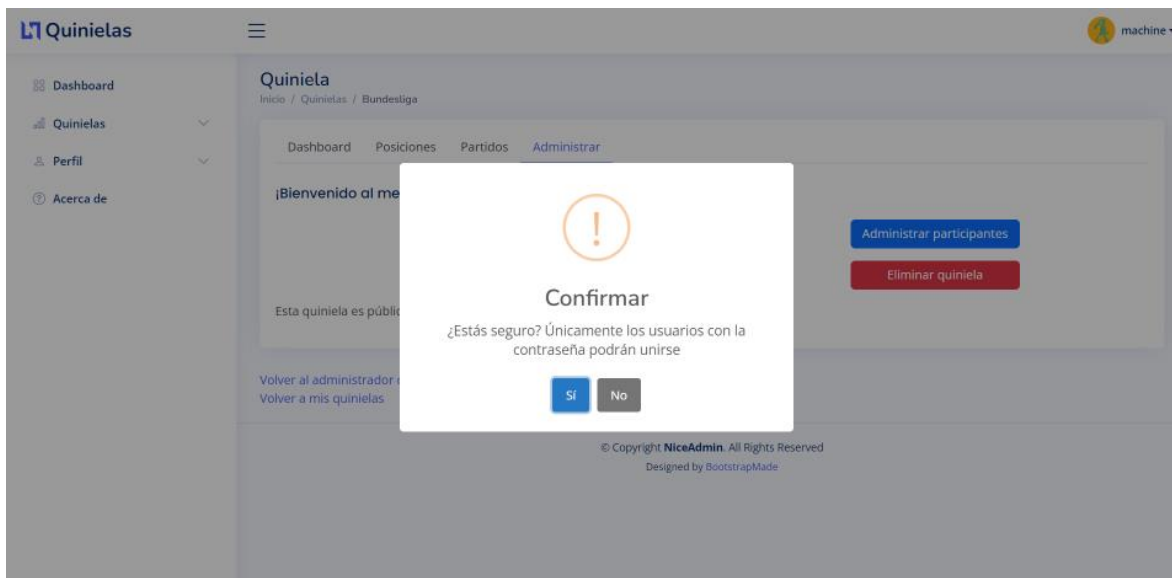 Quinielas
machine
Dashboard
Quinielas
Perfil
Acerca de
Quiniela
Inicio / Quinielas / Bundesliga
Dashboard Posiciones Partidos Administrar
¡Bienvenido al me
Administrar participantes
Eliminar quiniela
Esta quiniela es públic
Confirmar
¿Estás seguro? Únicamente los usuarios con la
contraseña podrán unirse
Sí No
Volver al administrador
Volver a mis quinielas
© Copyright NiceAdmin. All Rights Reserved
Designed by BootstrapMade